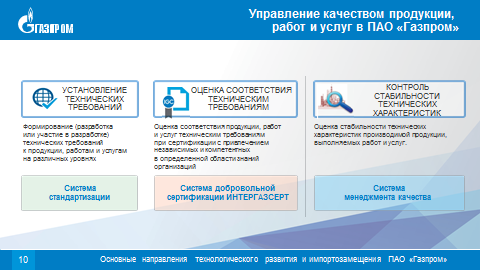 ГАЗПРОМ
Управление качеством продукции,
работ и услуг в ПАО «Газпром»
УСТАНОВЛЕНИЕ
ТЕХНИЧЕСКИХ
ТРЕБОВАНИЙ
Формирование (разработка
или участие в разработке)
технических требований
к продукции, работам и услугам
на различных уровнях
Система
стандартизации
ОЦЕНКА СООТВЕТСТВИЯ
ТЕХНИЧЕСКИМ
ТРЕБОВАНИЯМ
Оценка соответствия продукции, работ
и услуг техническим требованиям
при сертификации с привлечением
независимых и компетентных
в определенной области знаний
организаций
Система добровольной
сертификации ИНТЕРГАЗСЕРТ
КОНТРОЛЬ
СТАБИЛЬНОСТИ
ТЕХНИЧЕСКИХ
ХАРАКТЕРИСТИК
Оценка стабильности технических
характеристик производимой продукции,
выполняемых работ и услуг.
Система
менеджмента качества
10
Основные направления технологического развития и импортозамещения ПАО «Газпром»